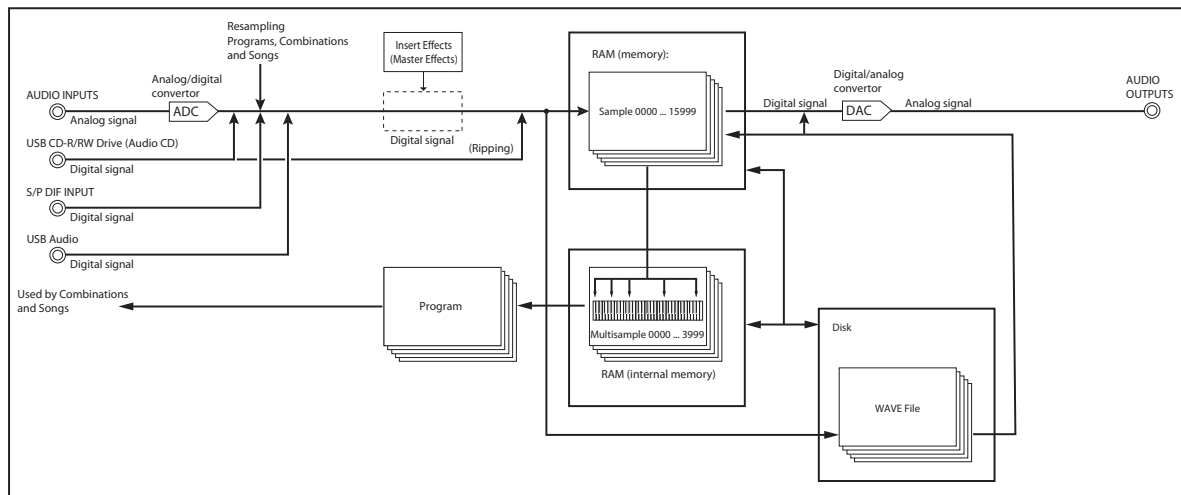 Resampling
Programs, Combinations
and Songs
Insert Effects
(Master Effects)
RAM (memory):
Analog/digital
convertor
Digital/analog
convertor
AUDIO INPUTS
ADC
Analog signal
Sample 0000 ... 15999
Digital signal
DAC
Analog signal
AUDIO
OUTPUTS
Digital signal
USB CD-R/RW Drive (Audio CD)
(Ripping)
Digital signal
S/P DIF INPUT
Digital signal
USB Audio
Digital signal
Used by Combinations
and Songs
Program
Multisample 0000 ... 3999
RAM (internal memory)
Disk
WAVE File